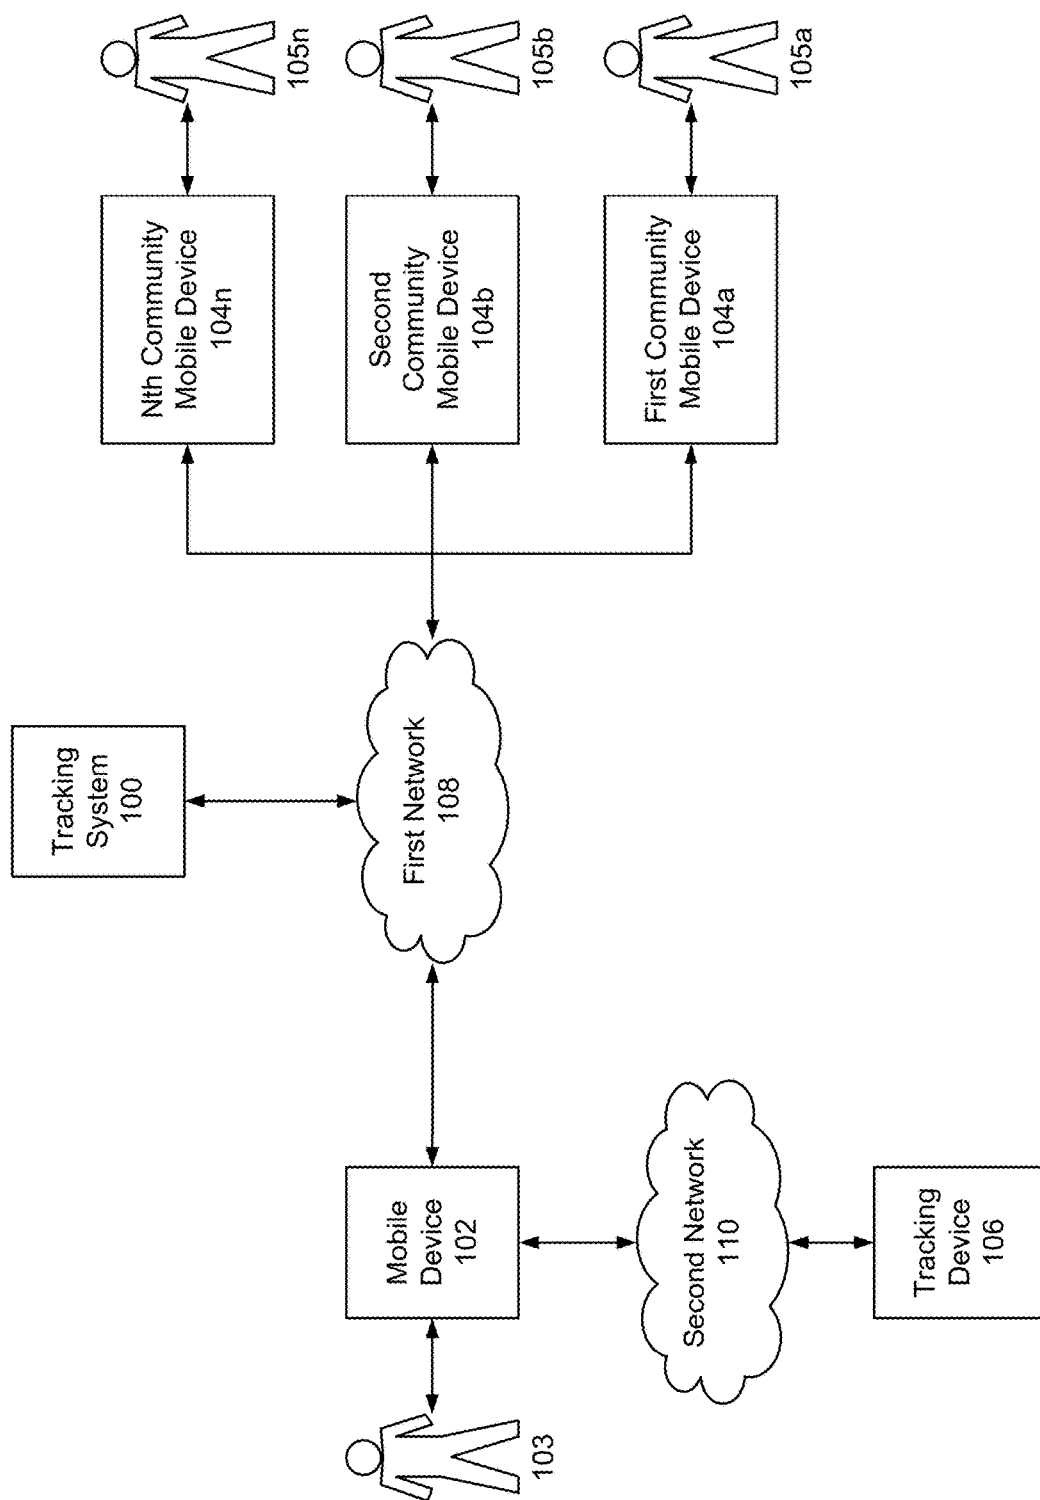 Tracking
System
100
Nth Community
Mobile Device
104n
105n
Mobile
Device
102
103
First Network
108
Second
Community
Mobile Device
104b
105b
Second Network
110
First Community
Mobile Device
104a
105a
Tracking
Device
106